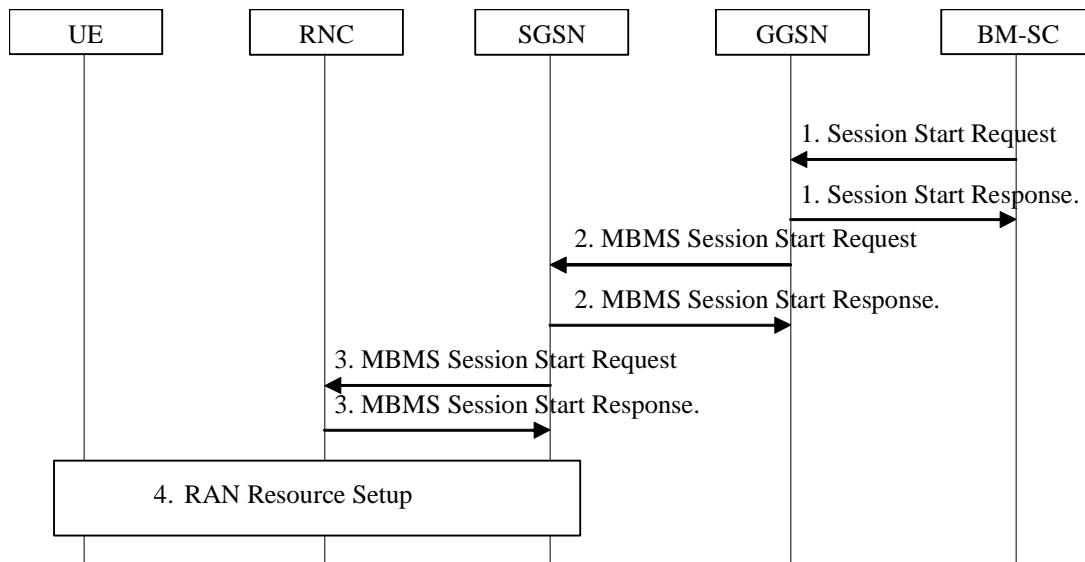 UE RNC SGSN GGSN BM-SC
1. Session Start Request
1. Session Start Response.
2. MBMS Session Start Request
2. MBMS Session Start Response.
3. MBMS Session Start Request
3. MBMS Session Start Response.
4. RAN Resource Setup